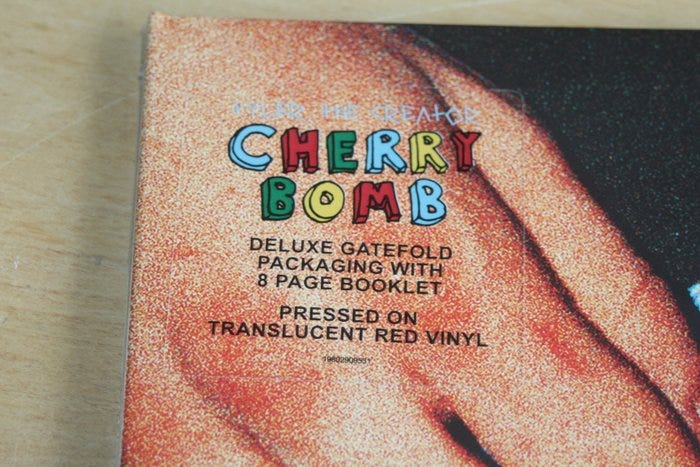 TYLER, THE CREATOR
CHERRY
BOMB
DELUXE GATEFOLD
PACKAGING WITH
8 PAGE BOOKLET
PRESSED ON
TRANSLUCENT RED VINYL